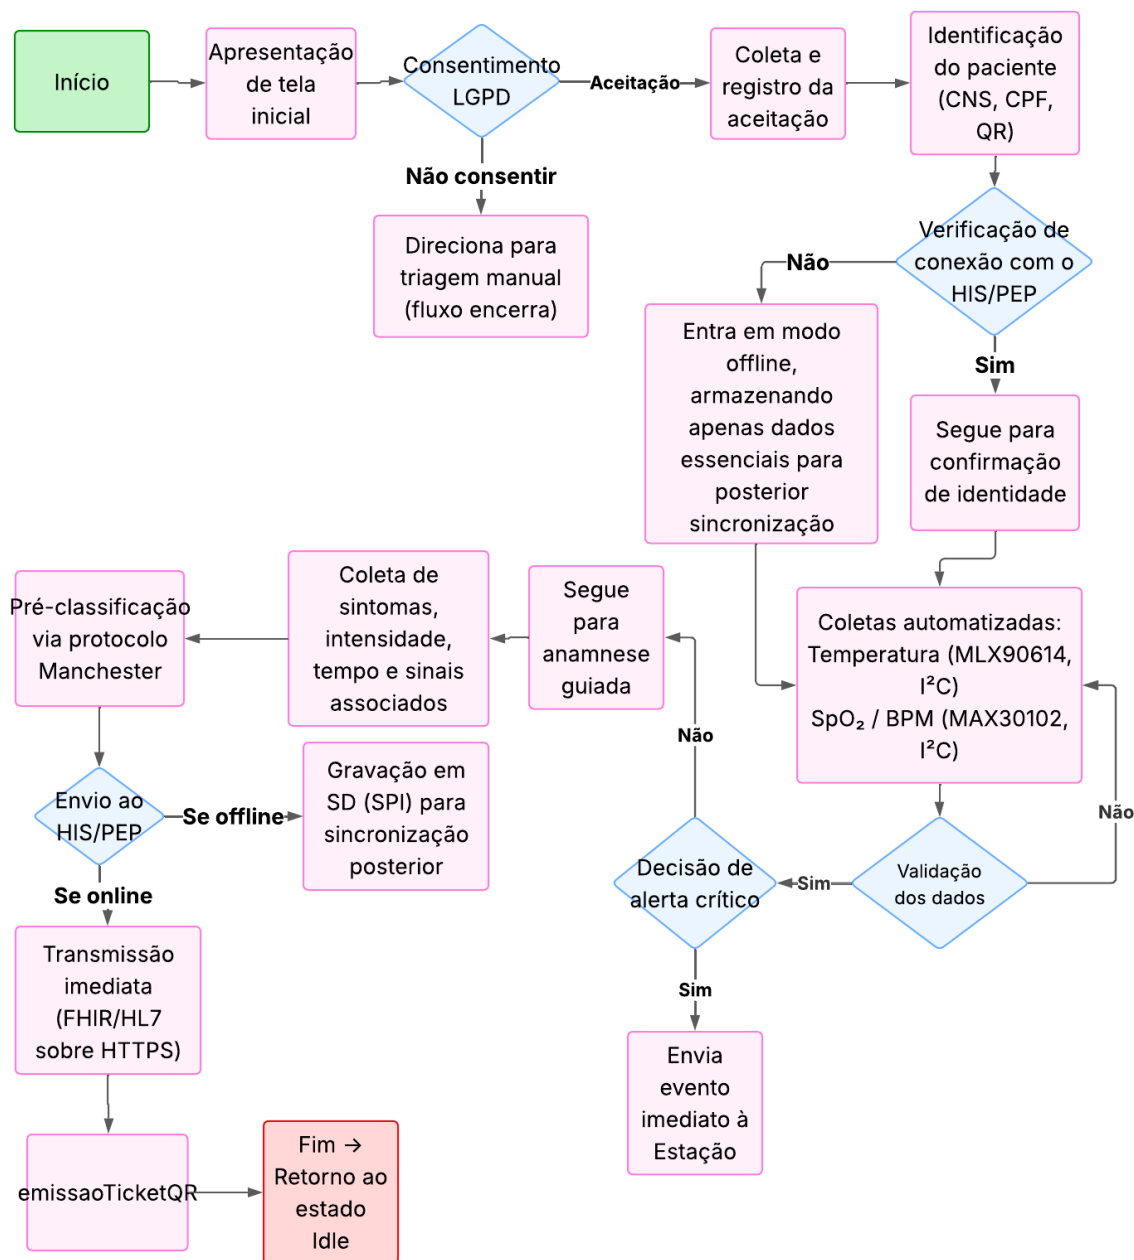 Início
Apresentação
de tela
inicial
Consentimento
LGPD
Aceitação
Coleta e
registro da
aceitação
Identificação
do paciente
(CNS, CPF,
QR)
Não consentir
Direciona para
triagem manual
(fluxo encerra)
Verificação de
conexão com o
HIS/PEP
Não
Entra em modo
offline,
armazenando
apenas dados
essenciais para
posterior
sincronização
Sim
Segue para
confirmação
de identidade
Coletas automatizadas:
Temperatura (MLX90614,
I²C)
SpO₂ / BPM (MAX30102,
I²C)
Não
Validação
dos dados
Sim
Decisão de
alerta crítico
Não
Sim
Envia
evento
imediato à
Estação
Segue
para
anamnese
guiada
Coleta de
sintomas,
intensidade,
tempo e sinais
associados
Pré-classificação
via protocolo
Manchester
Envio ao
HIS/PEP
Se offline
Gravação em
SD (SPI) para
sincronização
posterior
Se online
Transmissão
imediata
(FHIR/HL7
sobre HTTPS)
emissaoTicketQR
Fim →
Retorno ao
estado
Idle